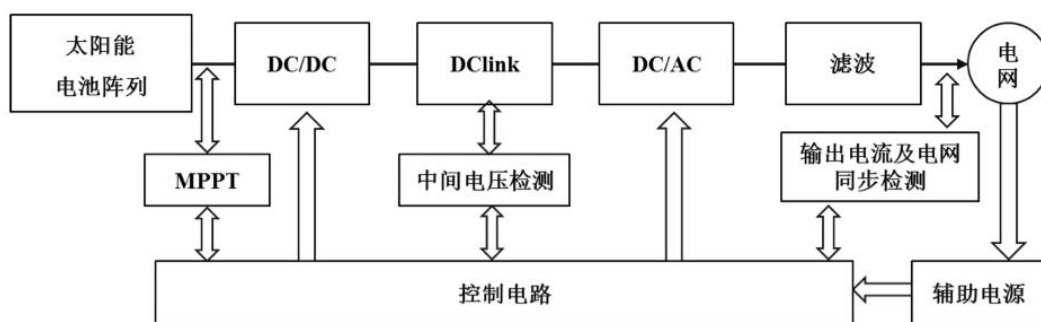 太阳能
电池阵列
DC/DC
DClink
DC/AC
滤波
电
网
MPPT
中间电压检测
输出电流及电网
同步检测
控制电路
辅助电源